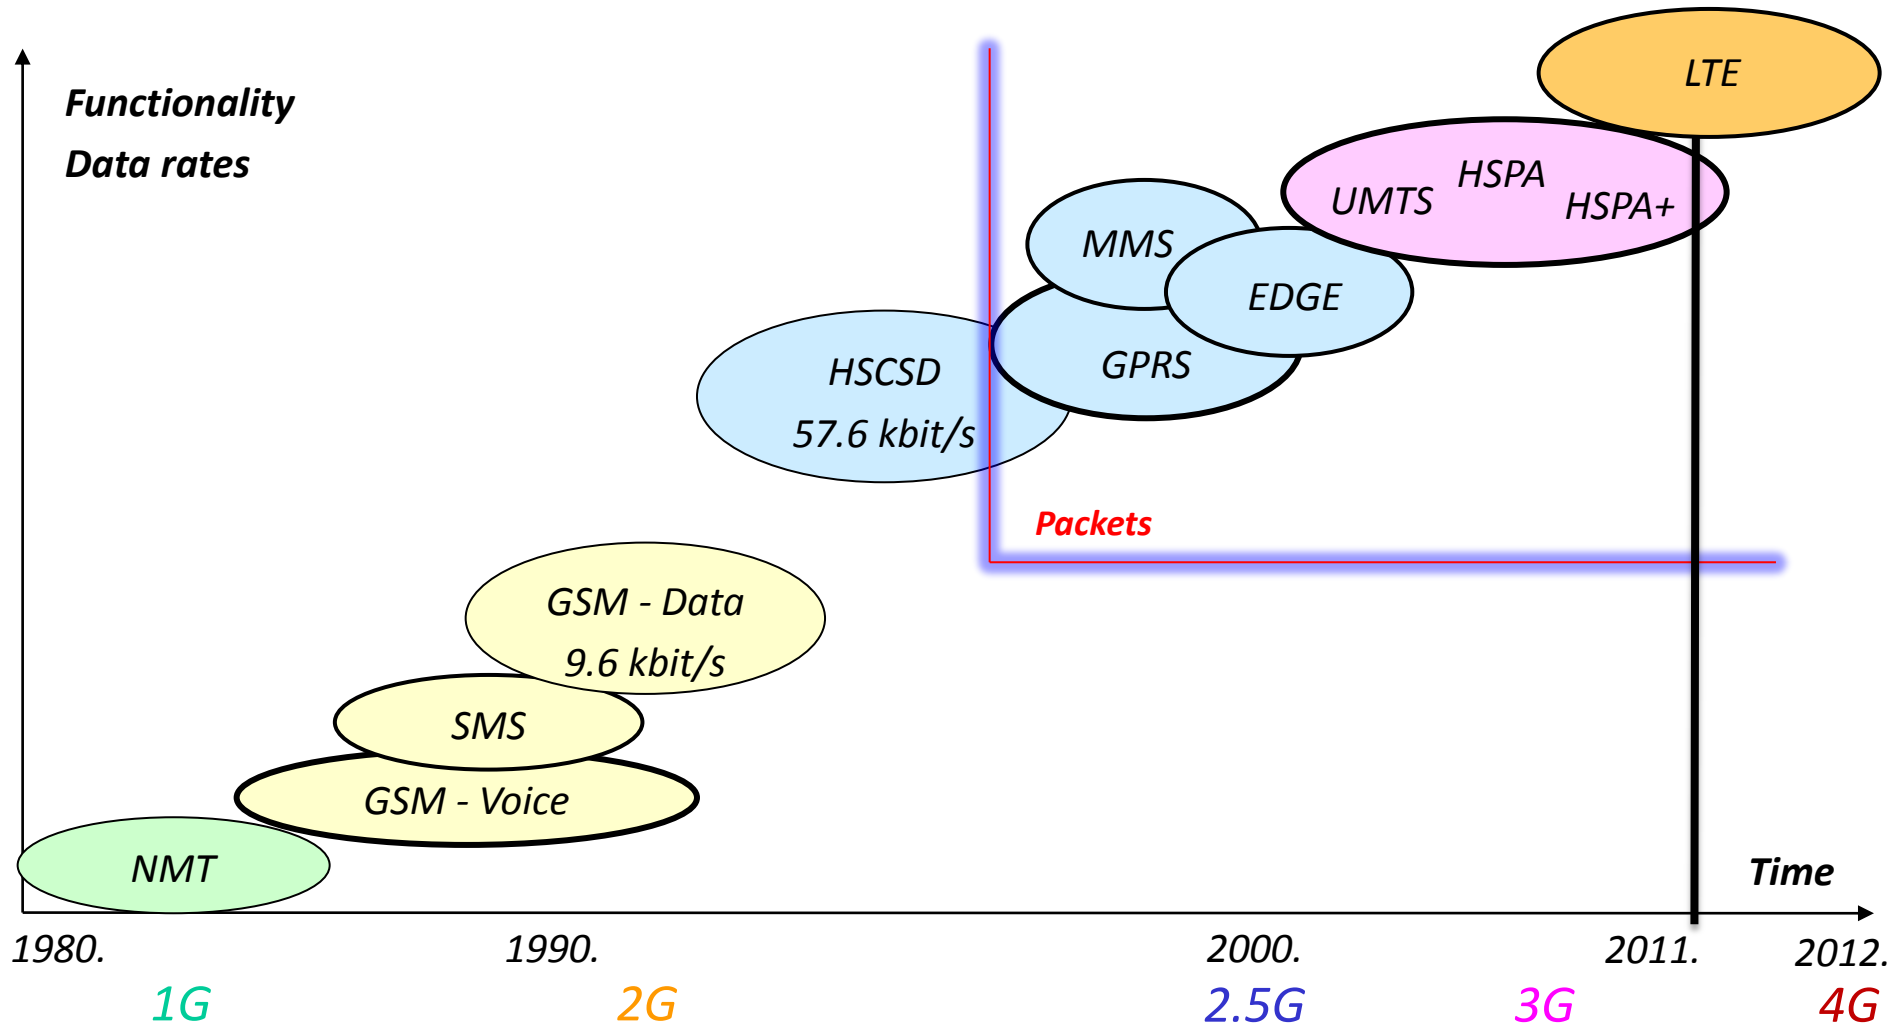 Functionality
Data rates
LTE
HSPA
UMTS
HSPA+
MMS
EDGE
GPRS
HSCSD
57.6 kbit/s
Packets
GSM - Data
9.6 kbit/s
SMS
GSM - Voice
NMT
Time
1980. 1990. 2000. 2011. 2012.
1G 2G 2.5G 3G 4G